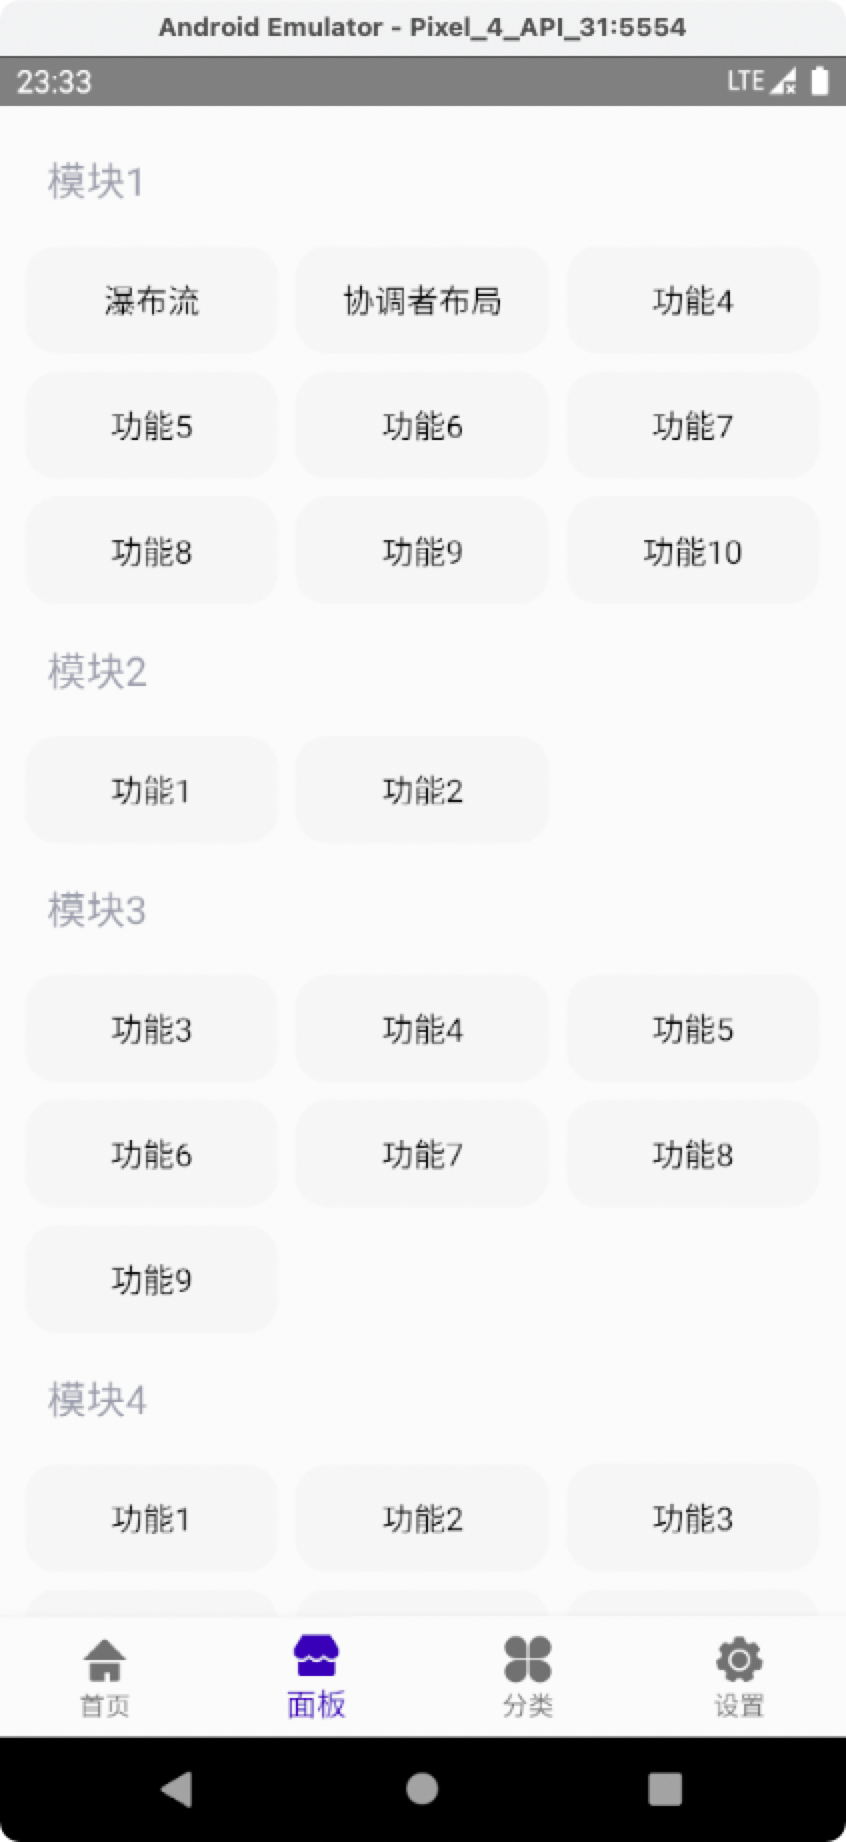 Android Emulator - Pixel_4_API_31:5554
23:33 LTE
模块1
瀑布流 协调者布局 功能4
功能5 功能6 功能7
功能8 功能9 功能10
模块2
功能1 功能2
模块3
功能3 功能4 功能5
功能6 功能7 功能8
功能9
模块4
功能1 功能2 功能3
首页 面板 分类 设置